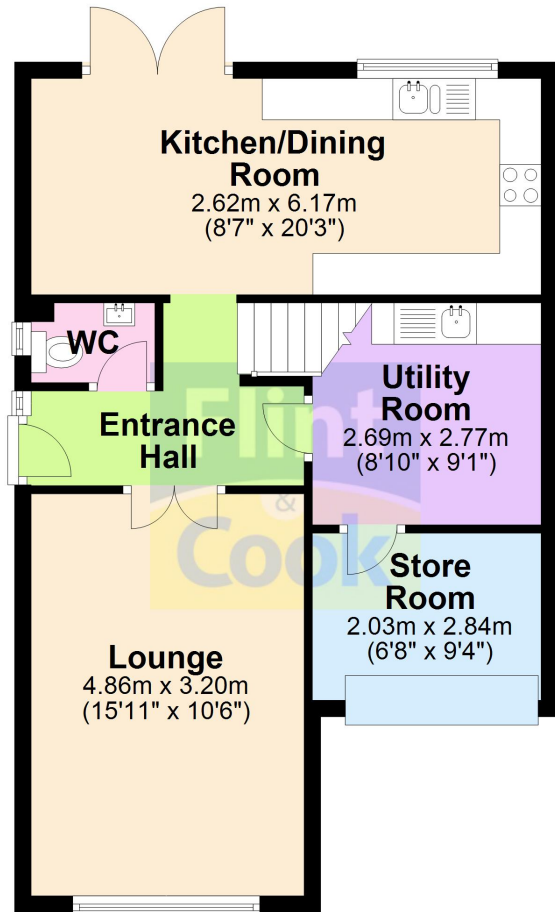 Kitchen/Dining
Room
2.62m x 6.17m
(8'7" x 20'3")
WC
Entrance
Hall
Utility
Room
2.69m x 2.77m
(8'10" x 9'1")
Flint
&
Cook
Store
Room
2.03m x 2.84m
(6'8" x 9'4")
Lounge
4.86m x 3.20m
(15'11" x 10'6")